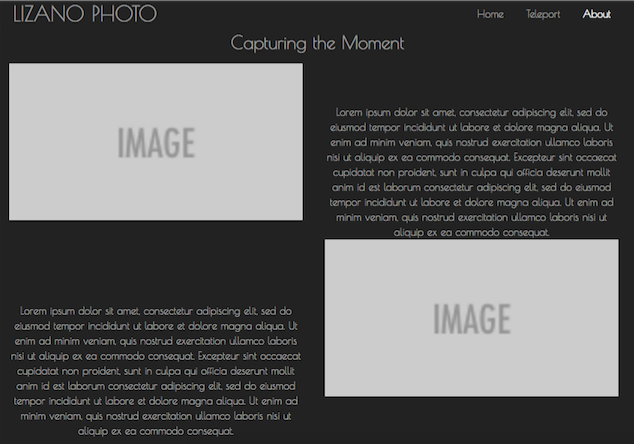 LIZANO PHOTO
Home Teleport About
Capturing the Moment
IMAGE
Lorem ipsum dolor sit amet, consectetur adipiscing elit, sed do
eiusmod tempor incididunt ut labore et dolore magna aliqua. Ut
enim ad minim veniam, quis nostrud exercitation ullamco laboris
nisi ut aliquip ex ea commodo consequat. Excepteur sint occaecat
cupidatat non proident, sunt in culpa qui officia deserunt mollit
anim id est laborum consectetur adipiscing elit, sed do eiusmod
tempor incididunt ut labore et dolore magna aliqua. Ut enim ad
minim veniam, quis nostrud exercitation ullamco laboris nisi ut
aliquip ex ea commodo consequat.
Lorem ipsum dolor sit amet, consectetur adipiscing elit, sed do
eiusmod tempor incididunt ut labore et dolore magna aliqua. Ut
enim ad minim veniam, quis nostrud exercitation ullamco laboris
nisi ut aliquip ex ea commodo consequat. Excepteur sint occaecat
cupidatat non proident, sunt in culpa qui officia deserunt mollit
anim id est laborum consectetur adipiscing elit, sed do eiusmod
tempor incididunt ut labore et dolore magna aliqua. Ut enim ad
minim veniam, quis nostrud exercitation ullamco laboris nisi ut
aliquip ex ea commodo consequat.
IMAGE